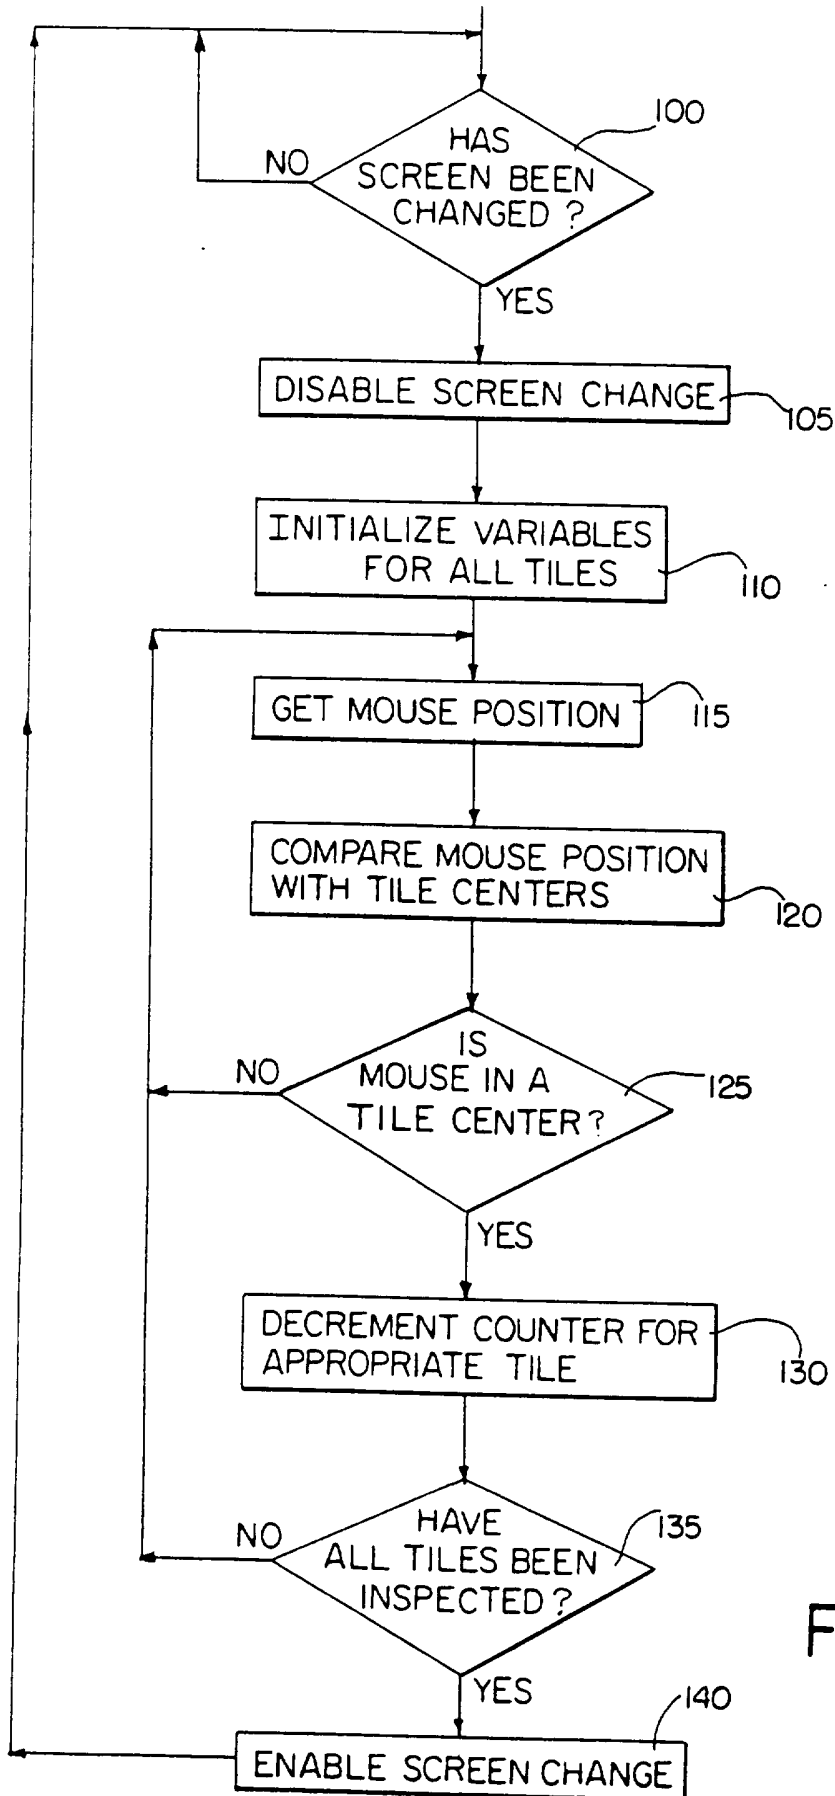 100
HAS
NO
SCREEN BEEN
CHANGED ?
YES
DISABLE SCREEN CHANGE
105
INITIALIZE VARIABLES
FOR ALL TILES
110
GET MOUSE POSITION
115
COMPARE MOUSE POSITION
WITH TILE CENTERS
120
IS
NO
MOUSE IN A
125
TILE CENTER?
YES
DECREMENT COUNTER FOR
APPROPRIATE TILE
130
HAVE
135
NO
ALL TILES BEEN
INSPECTED ?
F
YES
140
ENABLE SCREEN CHANGE